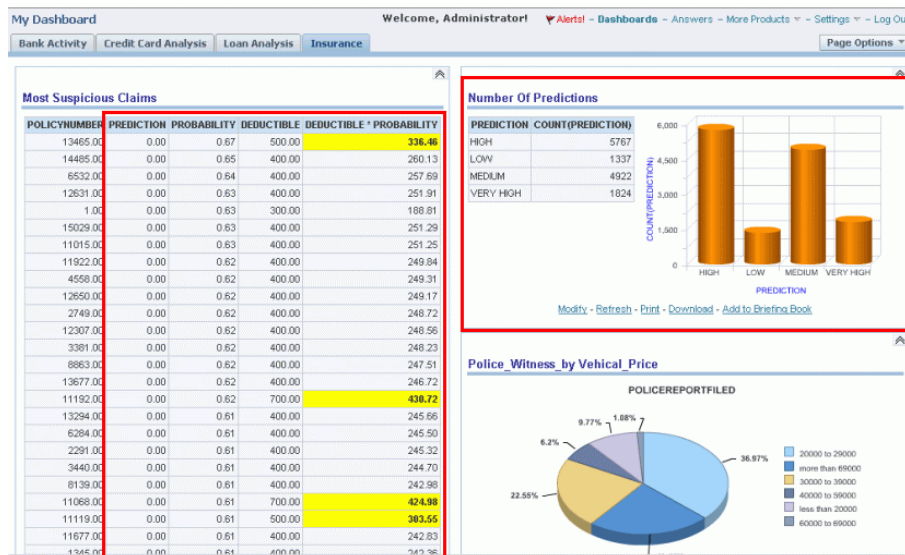 My Dashboard
Welcome, Administrator!
Alerts! - Dashboards - Answers - More Products - Settings - Log Ou
Bank Activity Credit Card Analysis Loan Analysis Insurance
Page Options
Most Suspicious Claims
POLICYNUMBER PREDICTION PROBABILITY DEDUCTIBLE DEDUCTIBLE * PROBABILITY
13465.00 0.00 0.67 500.00 336.46
14485.00 0.00 0.65 400.00 260.13
6532.00 0.00 0.64 400.00 257.69
12631.00 0.00 0.63 400.00 251.91
1.00 0.00 0.63 300.00 188.81
15029.00 0.00 0.63 400.00 251.29
11015.00 0.00 0.63 400.00 251.25
11922.00 0.00 0.62 400.00 249.84
4558.00 0.00 0.62 400.00 249.31
12650.00 0.00 0.62 400.00 249.17
2749.00 0.00 0.62 400.00 248.72
12307.00 0.00 0.62 400.00 248.56
3381.00 0.00 0.62 400.00 248.23
8863.00 0.00 0.62 400.00 247.51
13677.00 0.00 0.62 400.00 246.72
11192.00 0.00 0.62 700.00 430.72
13294.00 0.00 0.61 400.00 245.66
6284.00 0.00 0.61 400.00 245.50
2291.00 0.00 0.61 400.00 245.32
3440.00 0.00 0.61 400.00 244.70
8139.00 0.00 0.61 400.00 242.98
11068.00 0.00 0.61 700.00 424.98
11119.00 0.00 0.61 500.00 303.55
11677.00 0.00 0.61 400.00 242.83
1345.00 0.00 0.61 400.00 242.36
Number Of Predictions
PREDICTION COUNT(PREDICTION)
HIGH 5767
LOW 1337
MEDIUM 4922
VERY HIGH 1824
COUNT(PREDICTION)
6,000
4,500
3,000
1,500
0
HIGH LOW MEDIUM VERY HIGH
PREDICTION
Modify - Refresh - Print - Download - Add to Briefing Book
Police_Witness_by Vehical_Price
POLICEREPORTFILED
1.08%
9.77%
6.2%
36.97%
22.55%
20000 to 29000
more than 69000
30000 to 39000
40000 to 59000
less than 20000
60000 to 69000